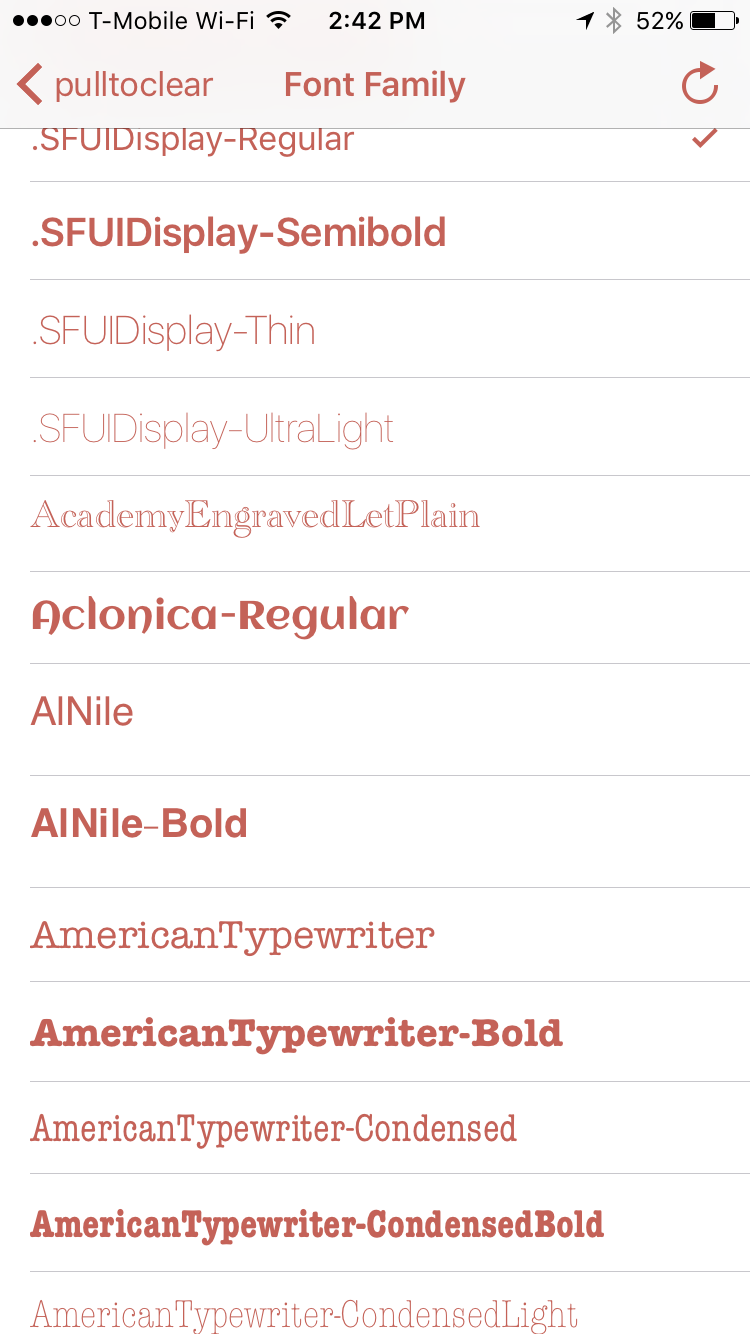 T-Mobile Wi-Fi 2:42 PM 52%
pulltoclear Font Family
.SFUIDisplay-Regular
.SFUIDisplay-Semibold
.SFUIDisplay-Thin
.SFUIDisplay-UltraLight
AcademyEngravedLetPlain
Aclonica-Regular
AlNile
AlNile-Bold
AmericanTypewriter
AmericanTypewriter-Bold
AmericanTypewriter-Condensed
AmericanTypewriter-CondensedBold
AmericanTypewriter-CondensedLight